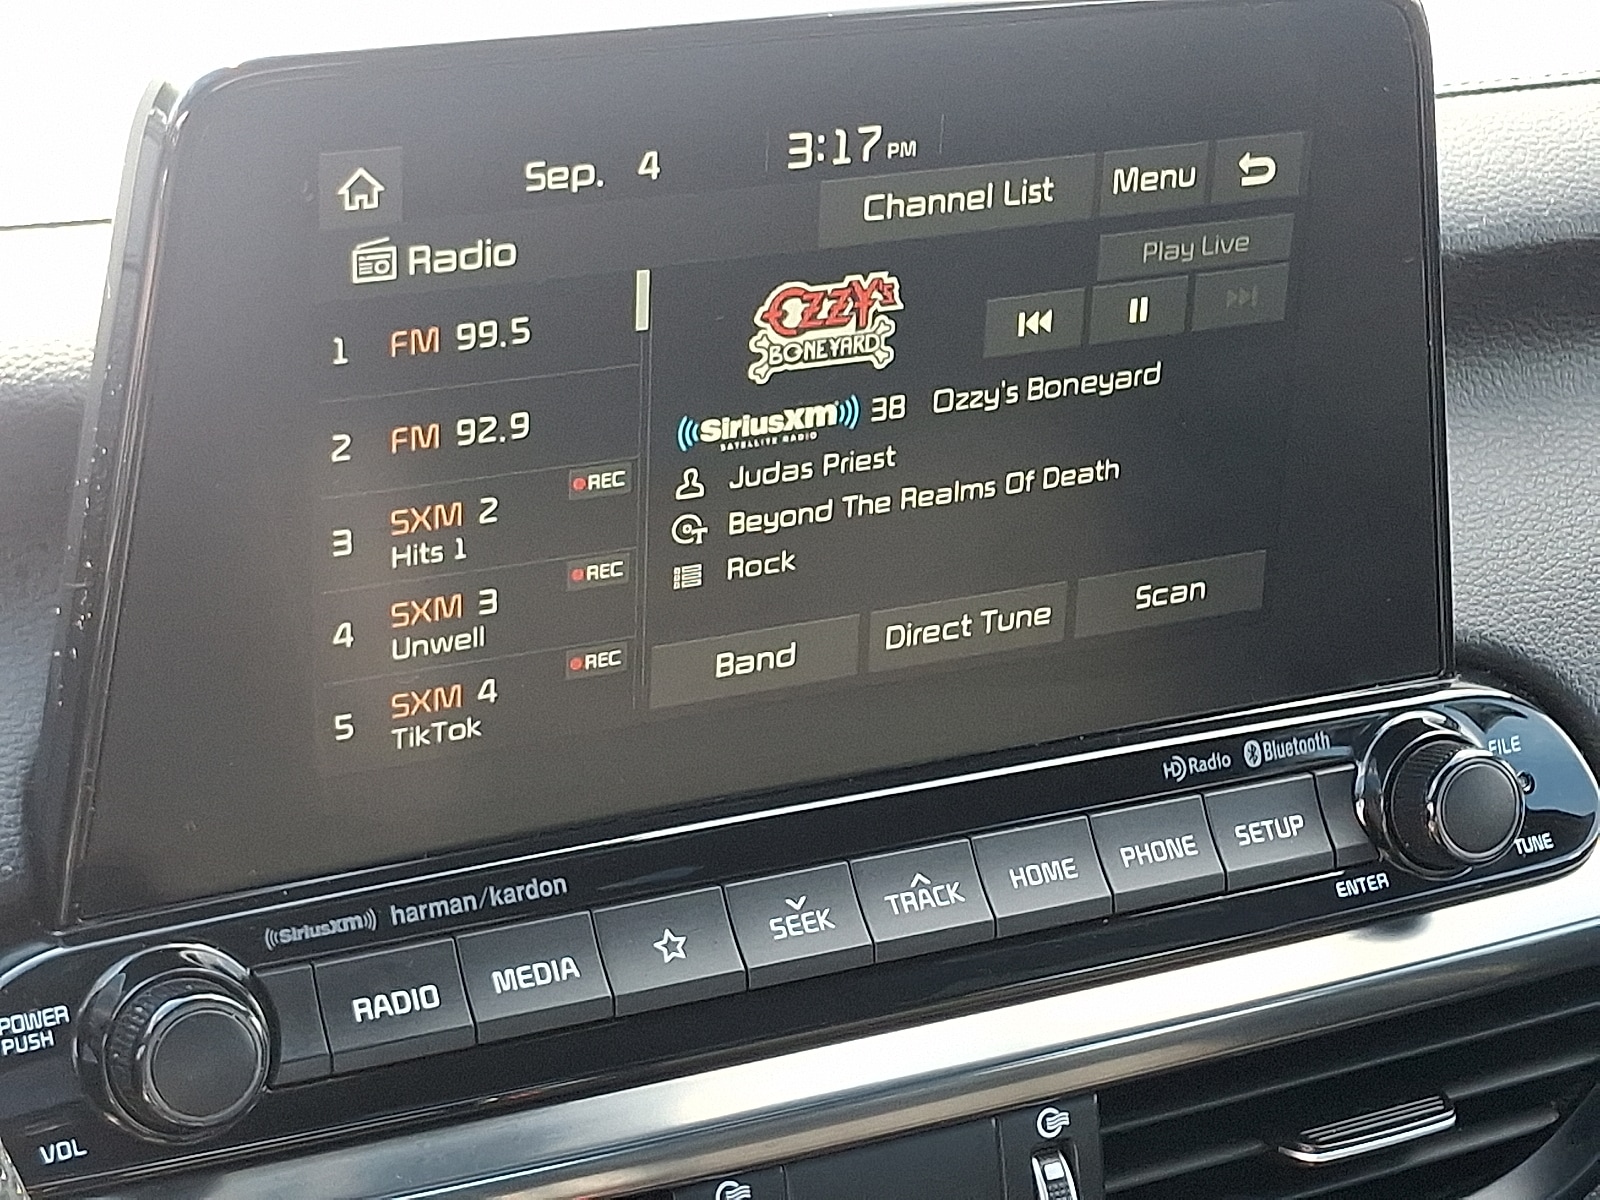 Sep. 4
3:17 PM
Channel List
Menu
Radio
Play Live
OZZY's
BONEYARD
1 FM 99.5
2 FM 92.9
REC
3 SXM 2
Hits 1
REC
4 SXM 3
Unwell
REC
5 SXM 4
TikTok
SiriusXM 38 Ozzy's Boneyard
SATELLITE RADIO
Judas Priest
Beyond The Realms Of Death
Rock
Band
Direct Tune
Scan
HD Radio Bluetooth
SiriusXM harman/kardon
POWER
PUSH
VOL
RADIO
MEDIA
SEEK
TRACK
HOME
PHONE
SETUP
FILE
TUNE
ENTER